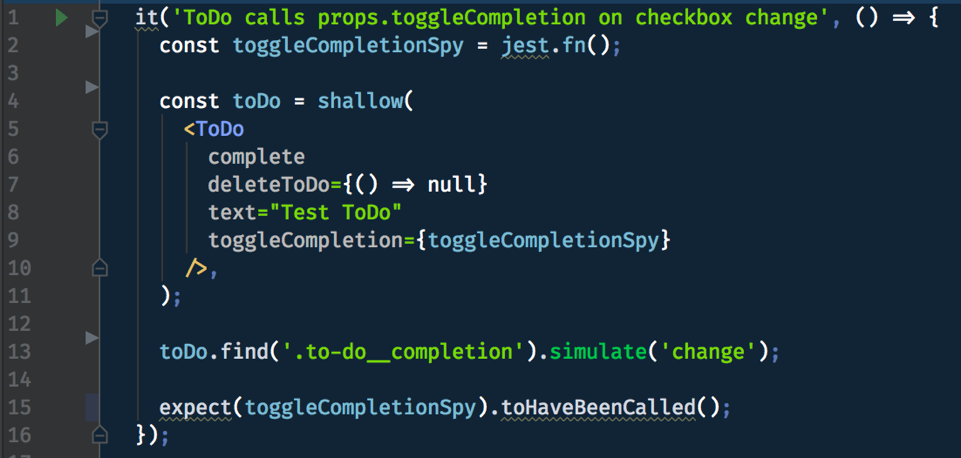 1 it('ToDo calls props.toggleCompletion on checkbox change', () => {
2 const toggleCompletionSpy = jest.fn();
3
4 const toDo = shallow(
5 <ToDo
6 complete
7 deleteToDo={() => null}
8 text="Test ToDo"
9 toggleCompletion={toggleCompletionSpy}
10 />,
11 );
12
13 toDo.find('.to-do__completion').simulate('change');
14
15 expect(toggleCompletionSpy).toHaveBeenCalled();
16 });